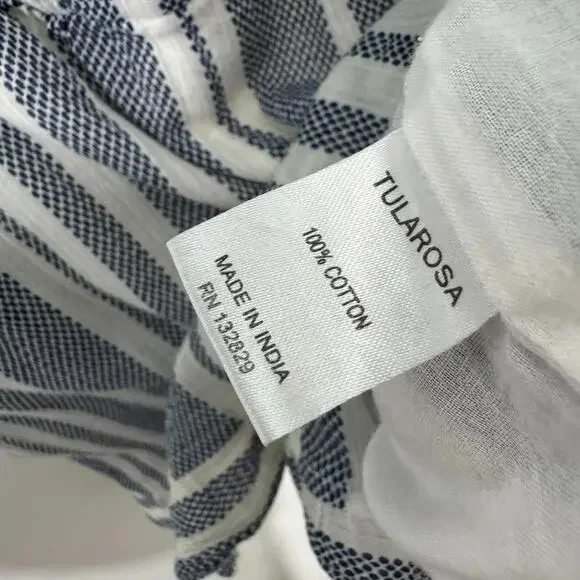 TULAROSA
100% COTTON
MADE IN INDIA
RN 132829